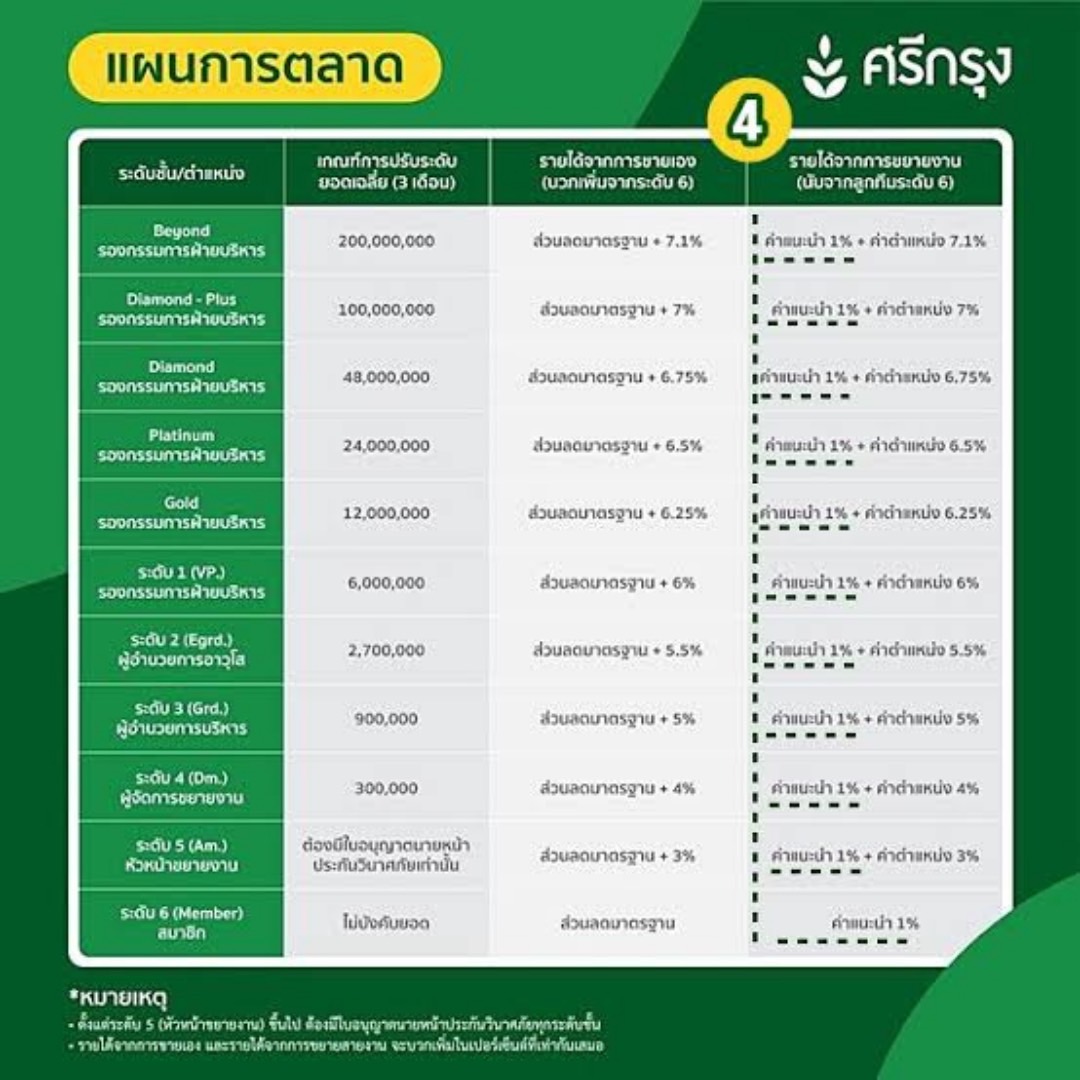 แผนการตลาด
ศรีกรุง
4
ระดับชั้น/ตำแหน่ง
เกณฑ์การปรับระดับ
ยอดเฉลี่ย (3 เดือน)
รายได้จากการขายเอง
(บวกเพิ่มจากระดับ 6)
รายได้จากการขยายงาน
(นับจากลูกทีมระดับ 6)
Beyond
รองกรรมการฝ่ายบริหาร
200,000,000
ส่วนลดมาตรฐาน + 7.1%
ค่าแนะนำ 1% + ค่าตำแหน่ง 7.1%
Diamond - Plus
รองกรรมการฝ่ายบริหาร
100,000,000
ส่วนลดมาตรฐาน + 7%
ค่าแนะนำ 1% + ค่าตำแหน่ง 7%
Diamond
รองกรรมการฝ่ายบริหาร
48,000,000
ส่วนลดมาตรฐาน + 6.75%
ค่าแนะนำ 1% + ค่าตำแหน่ง 6.75%
Platinum
รองกรรมการฝ่ายบริหาร
24,000,000
ส่วนลดมาตรฐาน + 6.5%
ค่าแนะนำ 1% + ค่าตำแหน่ง 6.5%
Gold
รองกรรมการฝ่ายบริหาร
12,000,000
ส่วนลดมาตรฐาน + 6.25%
ค่าแนะนำ 1% + ค่าตำแหน่ง 6.25%
ระดับ 1 (VP.)
รองกรรมการฝ่ายบริหาร
6,000,000
ส่วนลดมาตรฐาน + 6%
ค่าแนะนำ 1% + ค่าตำแหน่ง 6%
ระดับ 2 (Egrd.)
ผู้อำนวยการอาวุโส
2,700,000
ส่วนลดมาตรฐาน + 5.5%
ค่าแนะนำ 1% + ค่าตำแหน่ง 5.5%
ระดับ 3 (Grd.)
ผู้อำนวยการบริหาร
900,000
ส่วนลดมาตรฐาน + 5%
ค่าแนะนำ 1% + ค่าตำแหน่ง 5%
ระดับ 4 (Dm.)
ผู้จัดการขยายงาน
300,000
ส่วนลดมาตรฐาน + 4%
ค่าแนะนำ 1% + ค่าตำแหน่ง 4%
ระดับ 5 (Am.)
หัวหน้าขยายงาน
ต้องมีใบอนุญาตนายหน้า
ประกันวินาศภัยเท่านั้น
ส่วนลดมาตรฐาน + 3%
ค่าแนะนำ 1% + ค่าตำแหน่ง 3%
ระดับ 6 (Member)
สมาชิก
ไม่บังคับยอด
ส่วนลดมาตรฐาน
ค่าแนะนำ 1%
*หมายเหตุ
- ตั้งแต่ระดับ 5 (หัวหน้าขยายงาน) ขึ้นไป ต้องมีใบอนุญาตนายหน้าประกันวินาศภัยทุกระดับชั้น
- รายได้จากการขายเอง และรายได้จากการขยายสายงาน จะบวกเพิ่มในเปอร์เซ็นต์ที่เท่ากันเสมอ